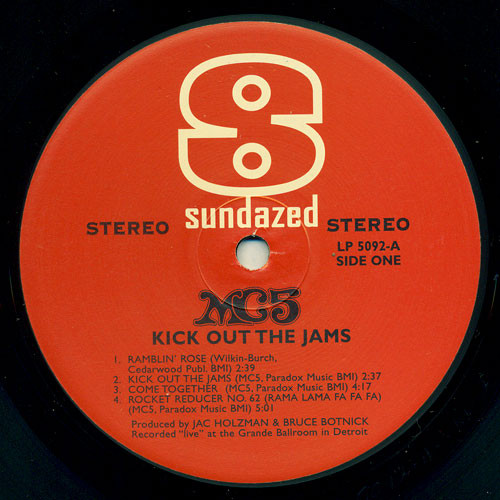 sundazed
STEREO
STEREO
LP 5092-A
SIDE ONE
MC5
KICK OUT THE JAMS
1. RAMBLIN' ROSE (Wilkin-Burch,
Cedarwood Publ. BMI) 2:39
2. KICK OUT THE JAMS (MC5, Paradox Music BMI) 2:37
3. COME TOGETHER (MC5, Paradox Music BMI) 4:17
4. ROCKET REDUCER NO. 62 (RAMA LAMA FA FA FA)
(MC5, Paradox Music BMI) 5:01
Produced by JAC HOLZMAN & BRUCE BOTNICK
Recorded "live" at the Grande Ballroom in Detroit